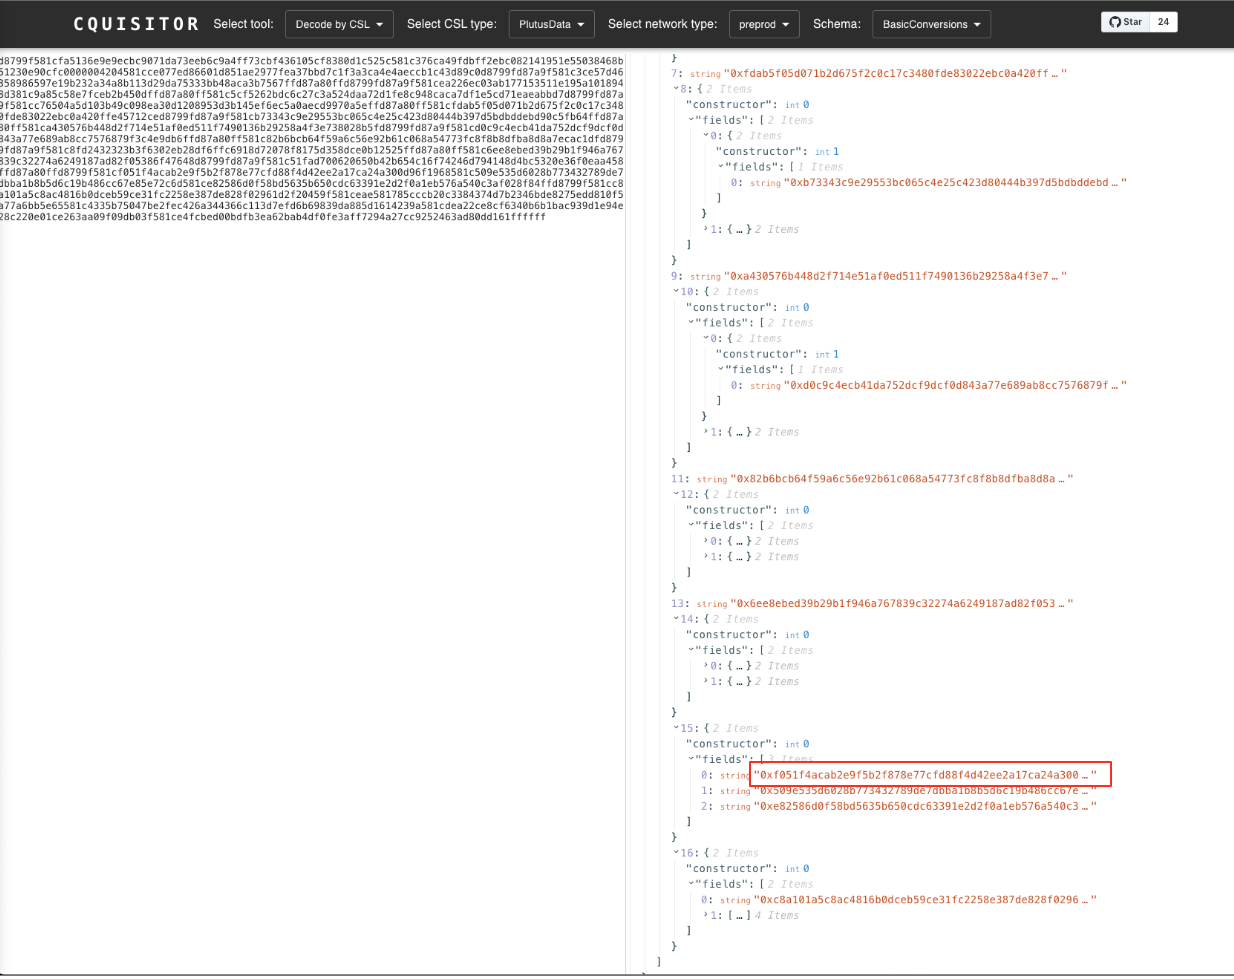 CQUISITOR Select tool: Decode by CSL Select CSL type: PlutusData Select network type: preprod Schema: BasicConversions Star 24
d8799f581cfa5136e9e9ecbc9071da73eeb6c9a4ff73cbf436105cf8380d1c525c581c376ca49fdbff2ebc082141951e55038468b
51230e90cfc0000004204581cce077ed86601d851ae2977fea37bbd7c1f3a3ca4e4aeccb1c43d89c0d8799fd87a9f581c3ce57d46
858986597e19b232a34a8b113d29da75333bb48aca3b7567ffd87a80ffd8799fd87a9f581cea226ec03ab177153511e195a101894
8d381c9a85c58e7fceb2b450dffd87a80ff581c5cf5262bdc6c27c3a524daa72d1fe8c948caca7df1e5cd71eaeabbd7d8799fd87a
9f581cc76504a5d103b49c098ea30d1208953d3b145ef6ec5a0aecd9970a5effd87a80ff581cfdab5f05d071b2d675f2c0c17c348
0fde83022ebc0a420ffe45712ced8799fd87a9f581cb73343c9e29553bc065c4e25c423d80444b397d5bdbddebd90c5fb64ffd87a
80ff581ca430576b448d2f714e51af0ed511f7490136b29258a4f3e738028b5fd8799fd87a9f581cd0c9c4ecb41da752dcf9dcf0d
843a77e689ab8cc7576879f3c4e9db6ffd87a80ff581c82b6bcb64f59a6c56e92b61c068a54773fc8f8b8dfba8d8a7ecac1dfd879
9fd87a9f581c8fd2432323b3f6302eb28df6ffc6918d72078f8175d358dce0b12525ffd87a80ff581c6ee8ebed39b29b1f946a767
839c32274a6249187ad82f05386f47648d8799fd87a9f581c51fad700620650b42b654c16f74246d794148d4bc5320e36f0eaa458
ffd87a80ffd8799f581cf051f4acab2e9f5b2f878e77cfd88f4d42ee2a17ca24a300d96f1968581c509e535d6028b773432789de7
dbba1b8b5d6c19b486cc67e85e72c6d581ce82586d0f58bd5635b650cdc63391e2d2f0a1eb576a540c3af028f84ffd8799f581cc8
a101a5c8ac4816b0dceb59ce31fc2258e387de828f02961d2f20459f581ceae581785cccb20c3384374d7b2346bde8275edd810f5
a77a6bb5e65581c4335b75047be2fec426a344366c113d7efd6b69839da885d1614239a581cdea22ce8cf6340b6b1bac939d1e94e
28c220e01ce263aa09f09db03f581ce4fcbed00bdfb3ea62bab4df0fe3aff7294a27cc9252463ad80dd161ffffff
}
7: string "0xfdab5f05d071b2d675f2c0c17c3480fde83022ebc0a420ff…"
8: { 2 Items
"constructor": int 0
"fields": [ 2 Items
0: { 2 Items
"constructor": int 1
"fields": [ 1 Items
0: string "0xb73343c9e29553bc065c4e25c423d80444b397d5bdbddebd…"
]
}
1: {…} 2 Items
]
}
9: string "0xa430576b448d2f714e51af0ed511f7490136b29258a4f3e7…"
10: { 2 Items
"constructor": int 0
"fields": [ 2 Items
0: { 2 Items
"constructor": int 1
"fields": [ 1 Items
0: string "0xd0c9c4ecb41da752dcf9dcf0d843a77e689ab8cc7576879f…"
]
}
1: {…} 2 Items
]
}
11: string "0x82b6bcb64f59a6c56e92b61c068a54773fc8f8b8dfba8d8a…"
12: { 2 Items
"constructor": int 0
"fields": [ 2 Items
0: {…} 2 Items
1: {…} 2 Items
]
}
13: string "0x6ee8ebed39b29b1f946a767839c32274a6249187ad82f053…"
14: { 2 Items
"constructor": int 0
"fields": [ 2 Items
0: {…} 2 Items
1: {…} 2 Items
]
}
15: { 2 Items
"constructor": int 0
"fields": [ 3 Items
0: string "0xf051f4acab2e9f5b2f878e77cfd88f4d42ee2a17ca24a300…"
1: string "0x509e535d6028b773432789de7dbba1b8b5d6c19b486cc67e…"
2: string "0xe82586d0f58bd5635b650cdc63391e2d2f0a1eb576a540c3…"
]
}
16: { 2 Items
"constructor": int 0
"fields": [ 2 Items
0: string "0xc8a101a5c8ac4816b0dceb59ce31fc2258e387de828f0296…"
1: […] 4 Items
]
}
]